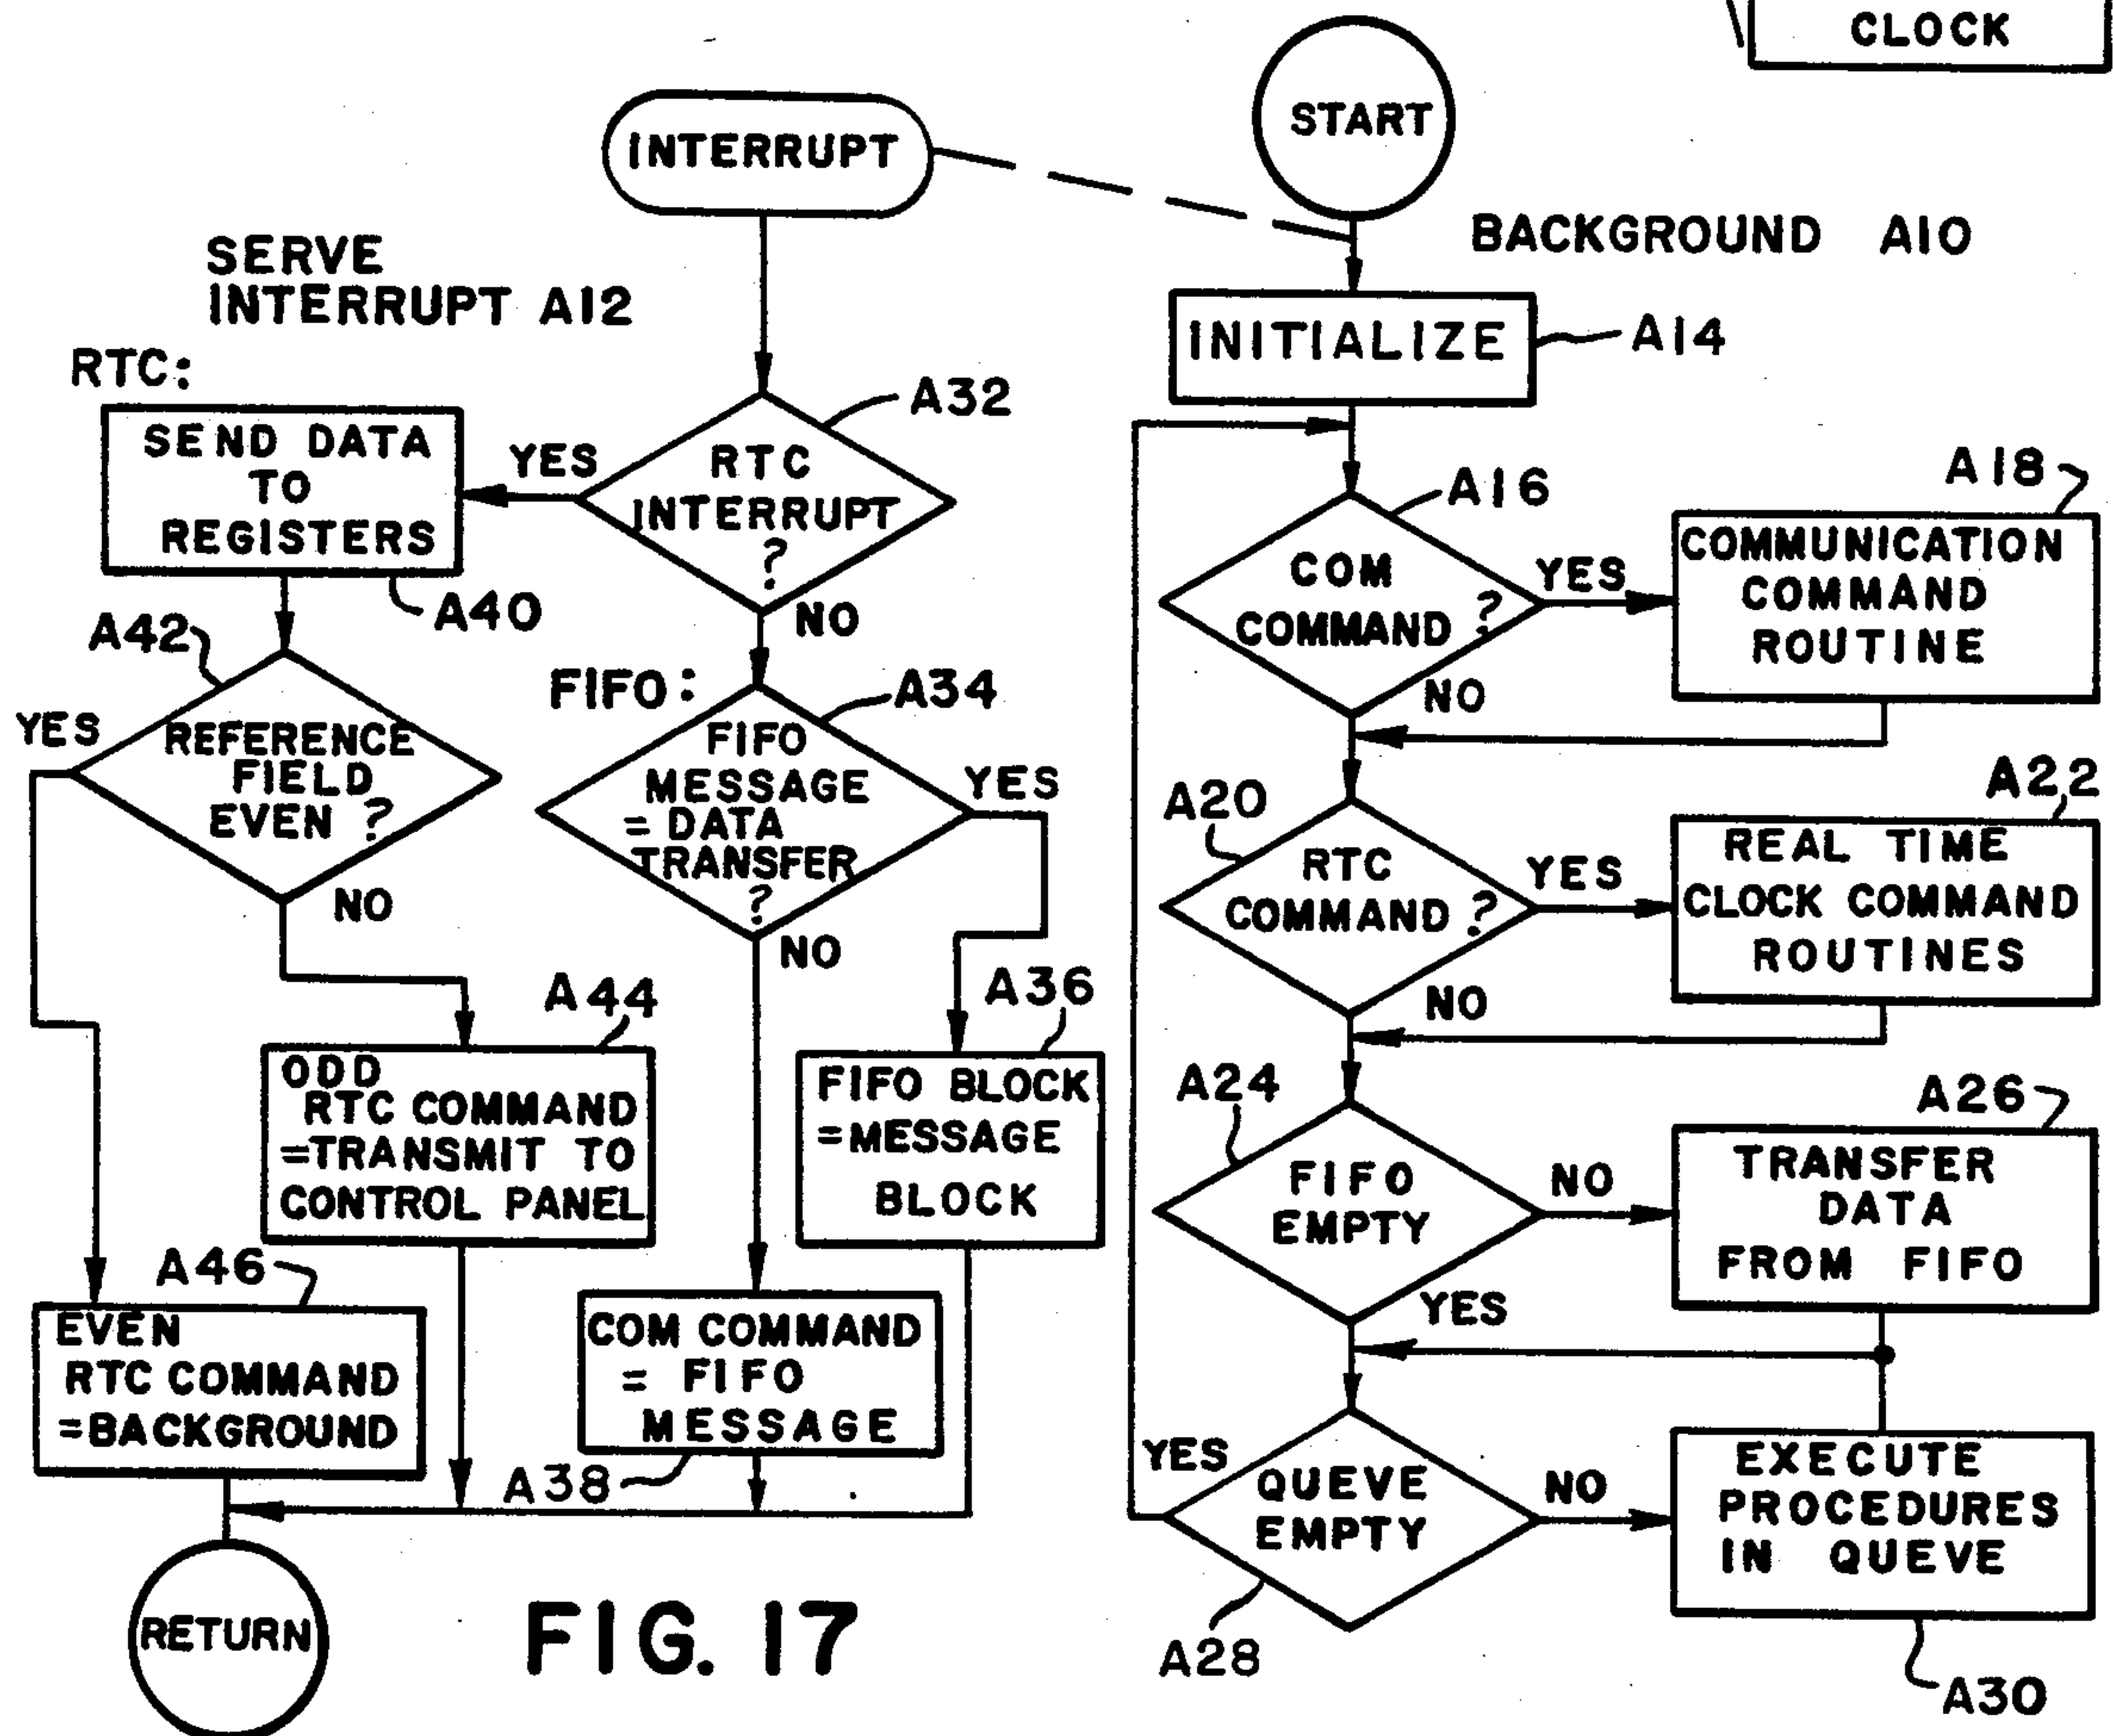 CLOCK
START
INTERRUPT
BACKGROUND A10
SERVE
INTERRUPT A12
INITIALIZE
A14
RTC:
A32
SEND DATA
TO
REGISTERS
YES
RTC
INTERRUPT
?
A16
A18
COM
COMMAND ?
YES
COMMUNICATION
COMMAND
ROUTINE
A40
NO
A42
FIFO:
A34
NO
YES
REFERENCE
FIELD
EVEN ?
FIFO
MESSAGE
= DATA
TRANSFER
?
YES
A20
A22
RTC
COMMAND ?
YES
REAL TIME
CLOCK COMMAND
ROUTINES
NO
NO
A44
A36
NO
ODD
RTC COMMAND
=TRANSMIT TO
CONTROL PANEL
FIFO BLOCK
=MESSAGE
BLOCK
A24
A26
FIFO
EMPTY
NO
TRANSFER
DATA
FROM FIFO
A46
YES
EVEN
RTC COMMAND
=BACKGROUND
COM COMMAND
= FIFO
MESSAGE
A38
YES
QUEVE
EMPTY
NO
EXECUTE
PROCEDURES
IN QUEVE
RETURN
FIG. 17
A28
A30